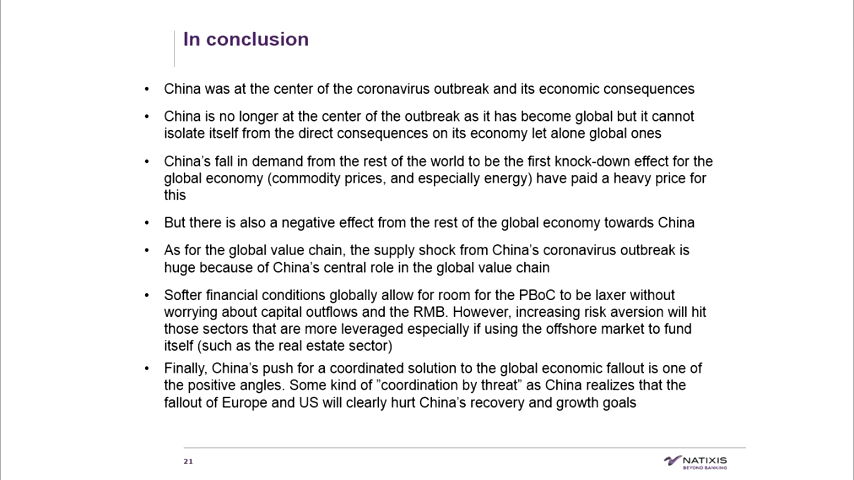 In conclusion
• China was at the center of the coronavirus outbreak and its economic consequences
• China is no longer at the center of the outbreak as it has become global but it cannot
isolate itself from the direct consequences on its economy let alone global ones
• China's fall in demand from the rest of the world to be the first knock-down effect for the
global economy (commodity prices, and especially energy) have paid a heavy price for
this
• But there is also a negative effect from the rest of the global economy towards China
• As for the global value chain, the supply shock from China's coronavirus outbreak is
huge because of China's central role in the global value chain
• Softer financial conditions globally allow for room for the PBoC to be laxer without
worrying about capital outflows and the RMB. However, increasing risk aversion will hit
those sectors that are more leveraged especially if using the offshore market to fund
itself (such as the real estate sector)
• Finally, China's push for a coordinated solution to the global economic fallout is one of
the positive angles. Some kind of "coordination by threat" as China realizes that the
fallout of Europe and US will clearly hurt China's recovery and growth goals
21
NATIXIS
BEYOND BANKING